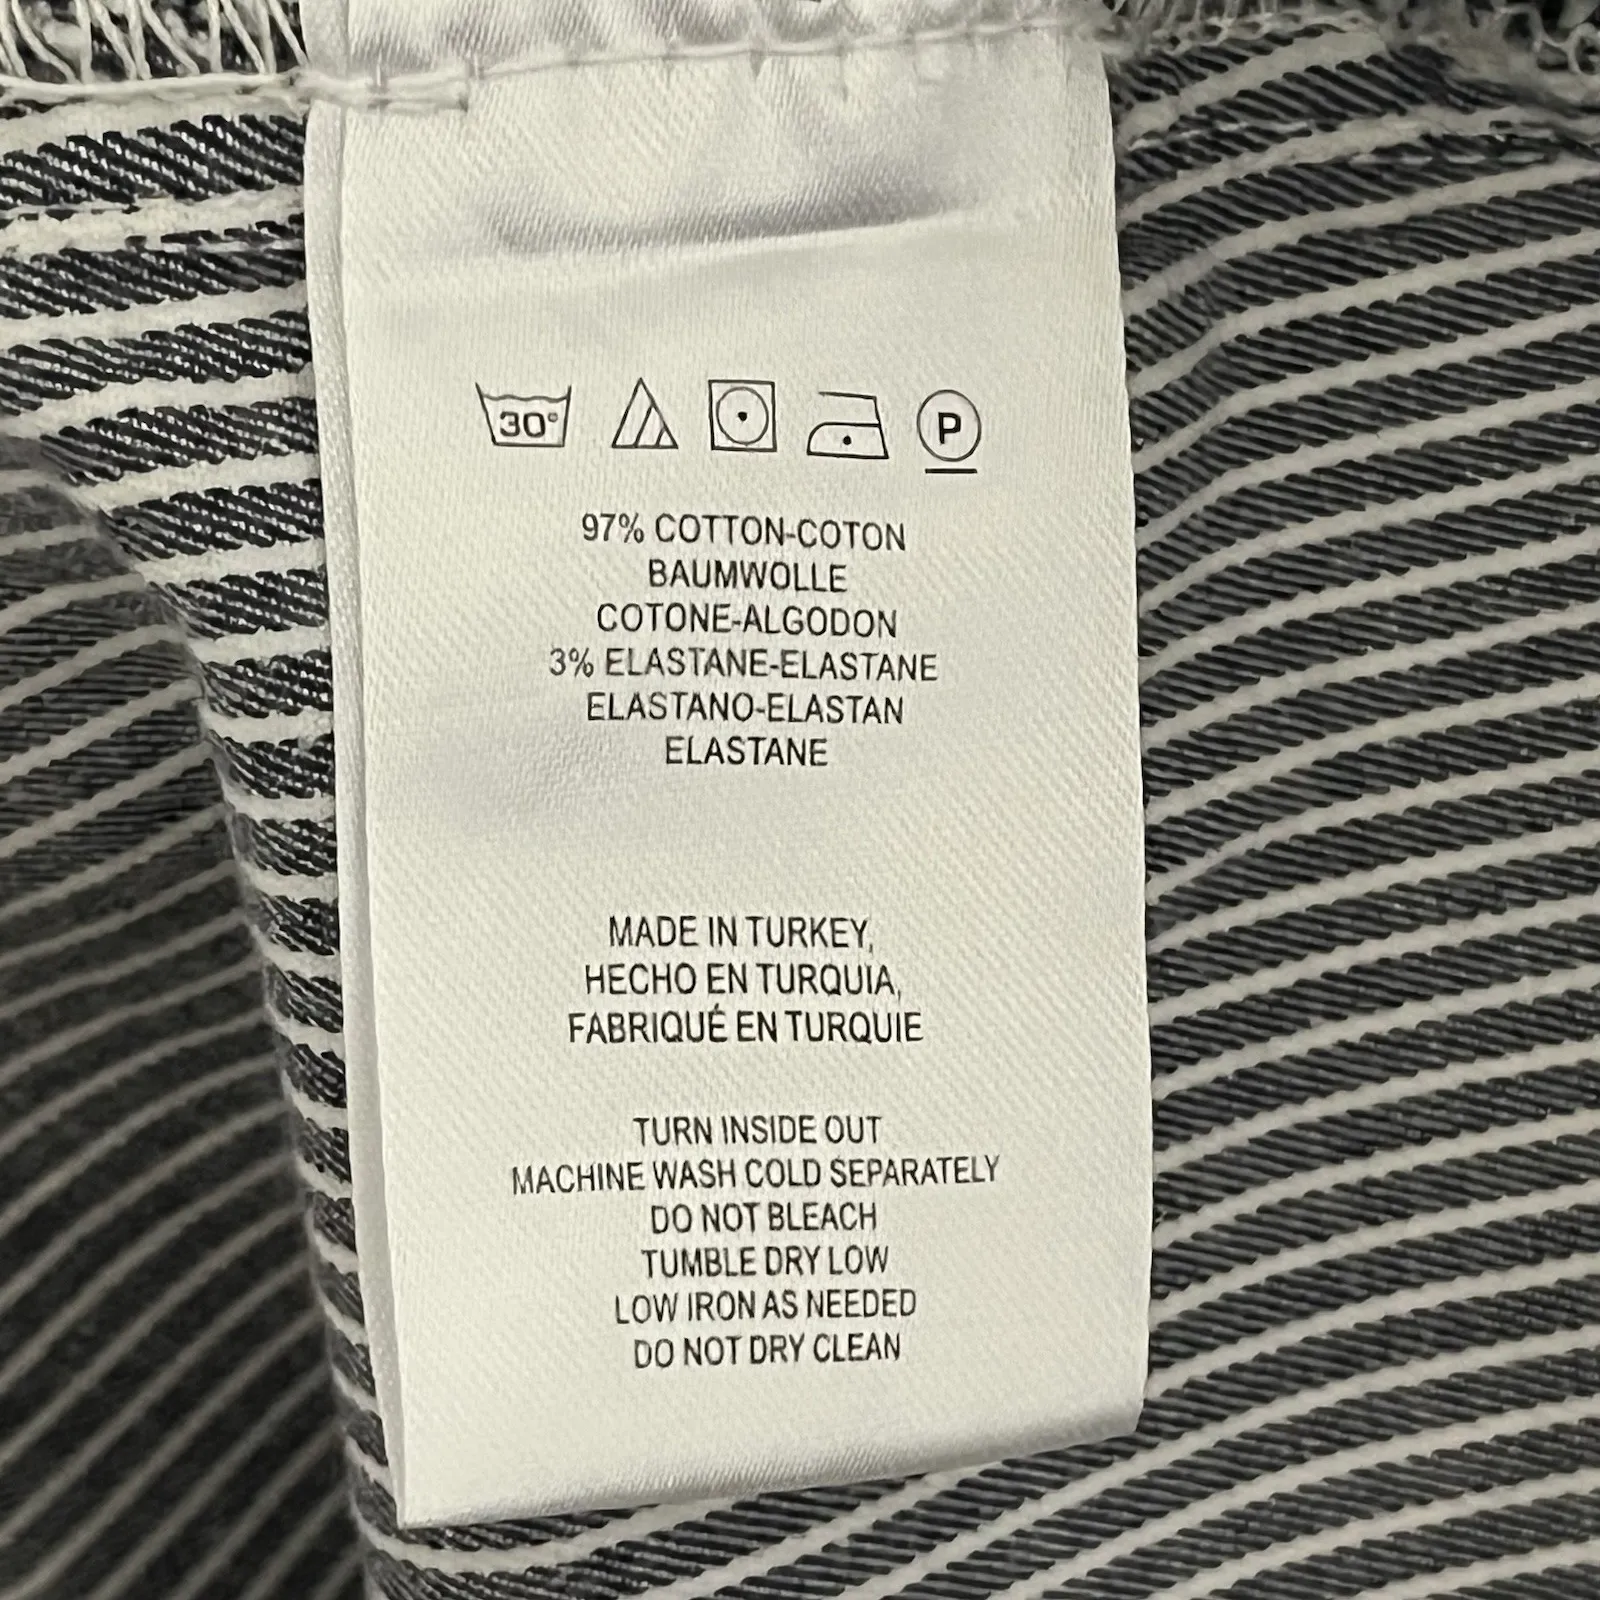 30°
P
97% COTTON-COTON
BAUMWOLLE
COTONE-ALGODON
3% ELASTANE-ELASTANE
ELASTANO-ELASTAN
ELASTANE
MADE IN TURKEY,
HECHO EN TURQUIA,
FABRIQUÉ EN TURQUIE
TURN INSIDE OUT
MACHINE WASH COLD SEPARATELY
DO NOT BLEACH
TUMBLE DRY LOW
LOW IRON AS NEEDED
DO NOT DRY CLEAN